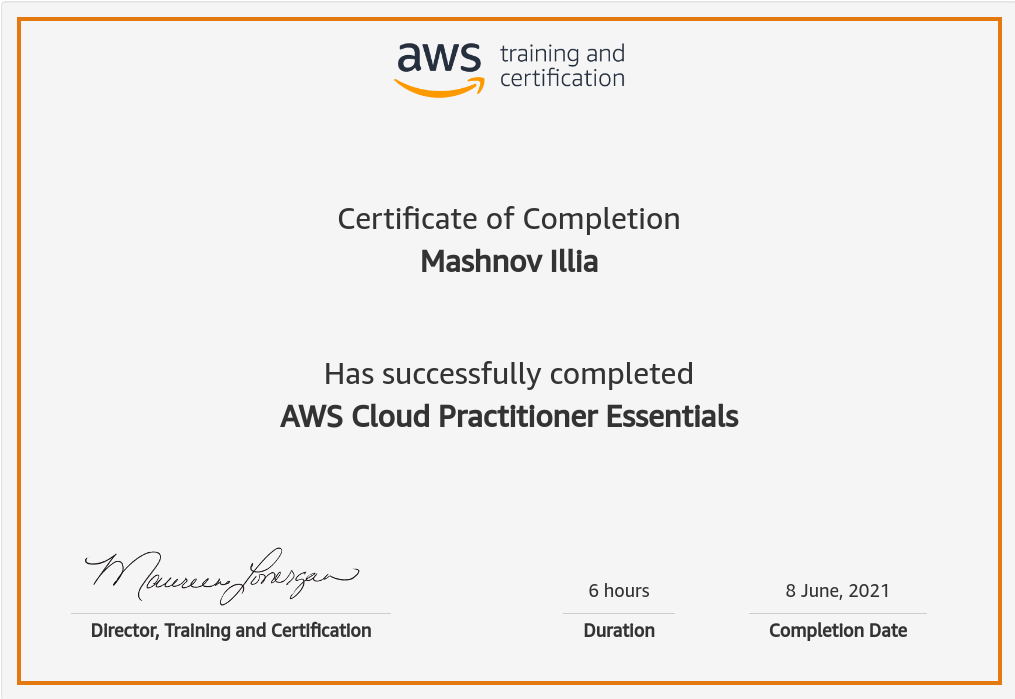 aws training and
certification
Certificate of Completion
Mashnov Illia
Has successfully completed
AWS Cloud Practitioner Essentials
Maureen Lonergan
6 hours
8 June, 2021
Director, Training and Certification
Duration
Completion Date